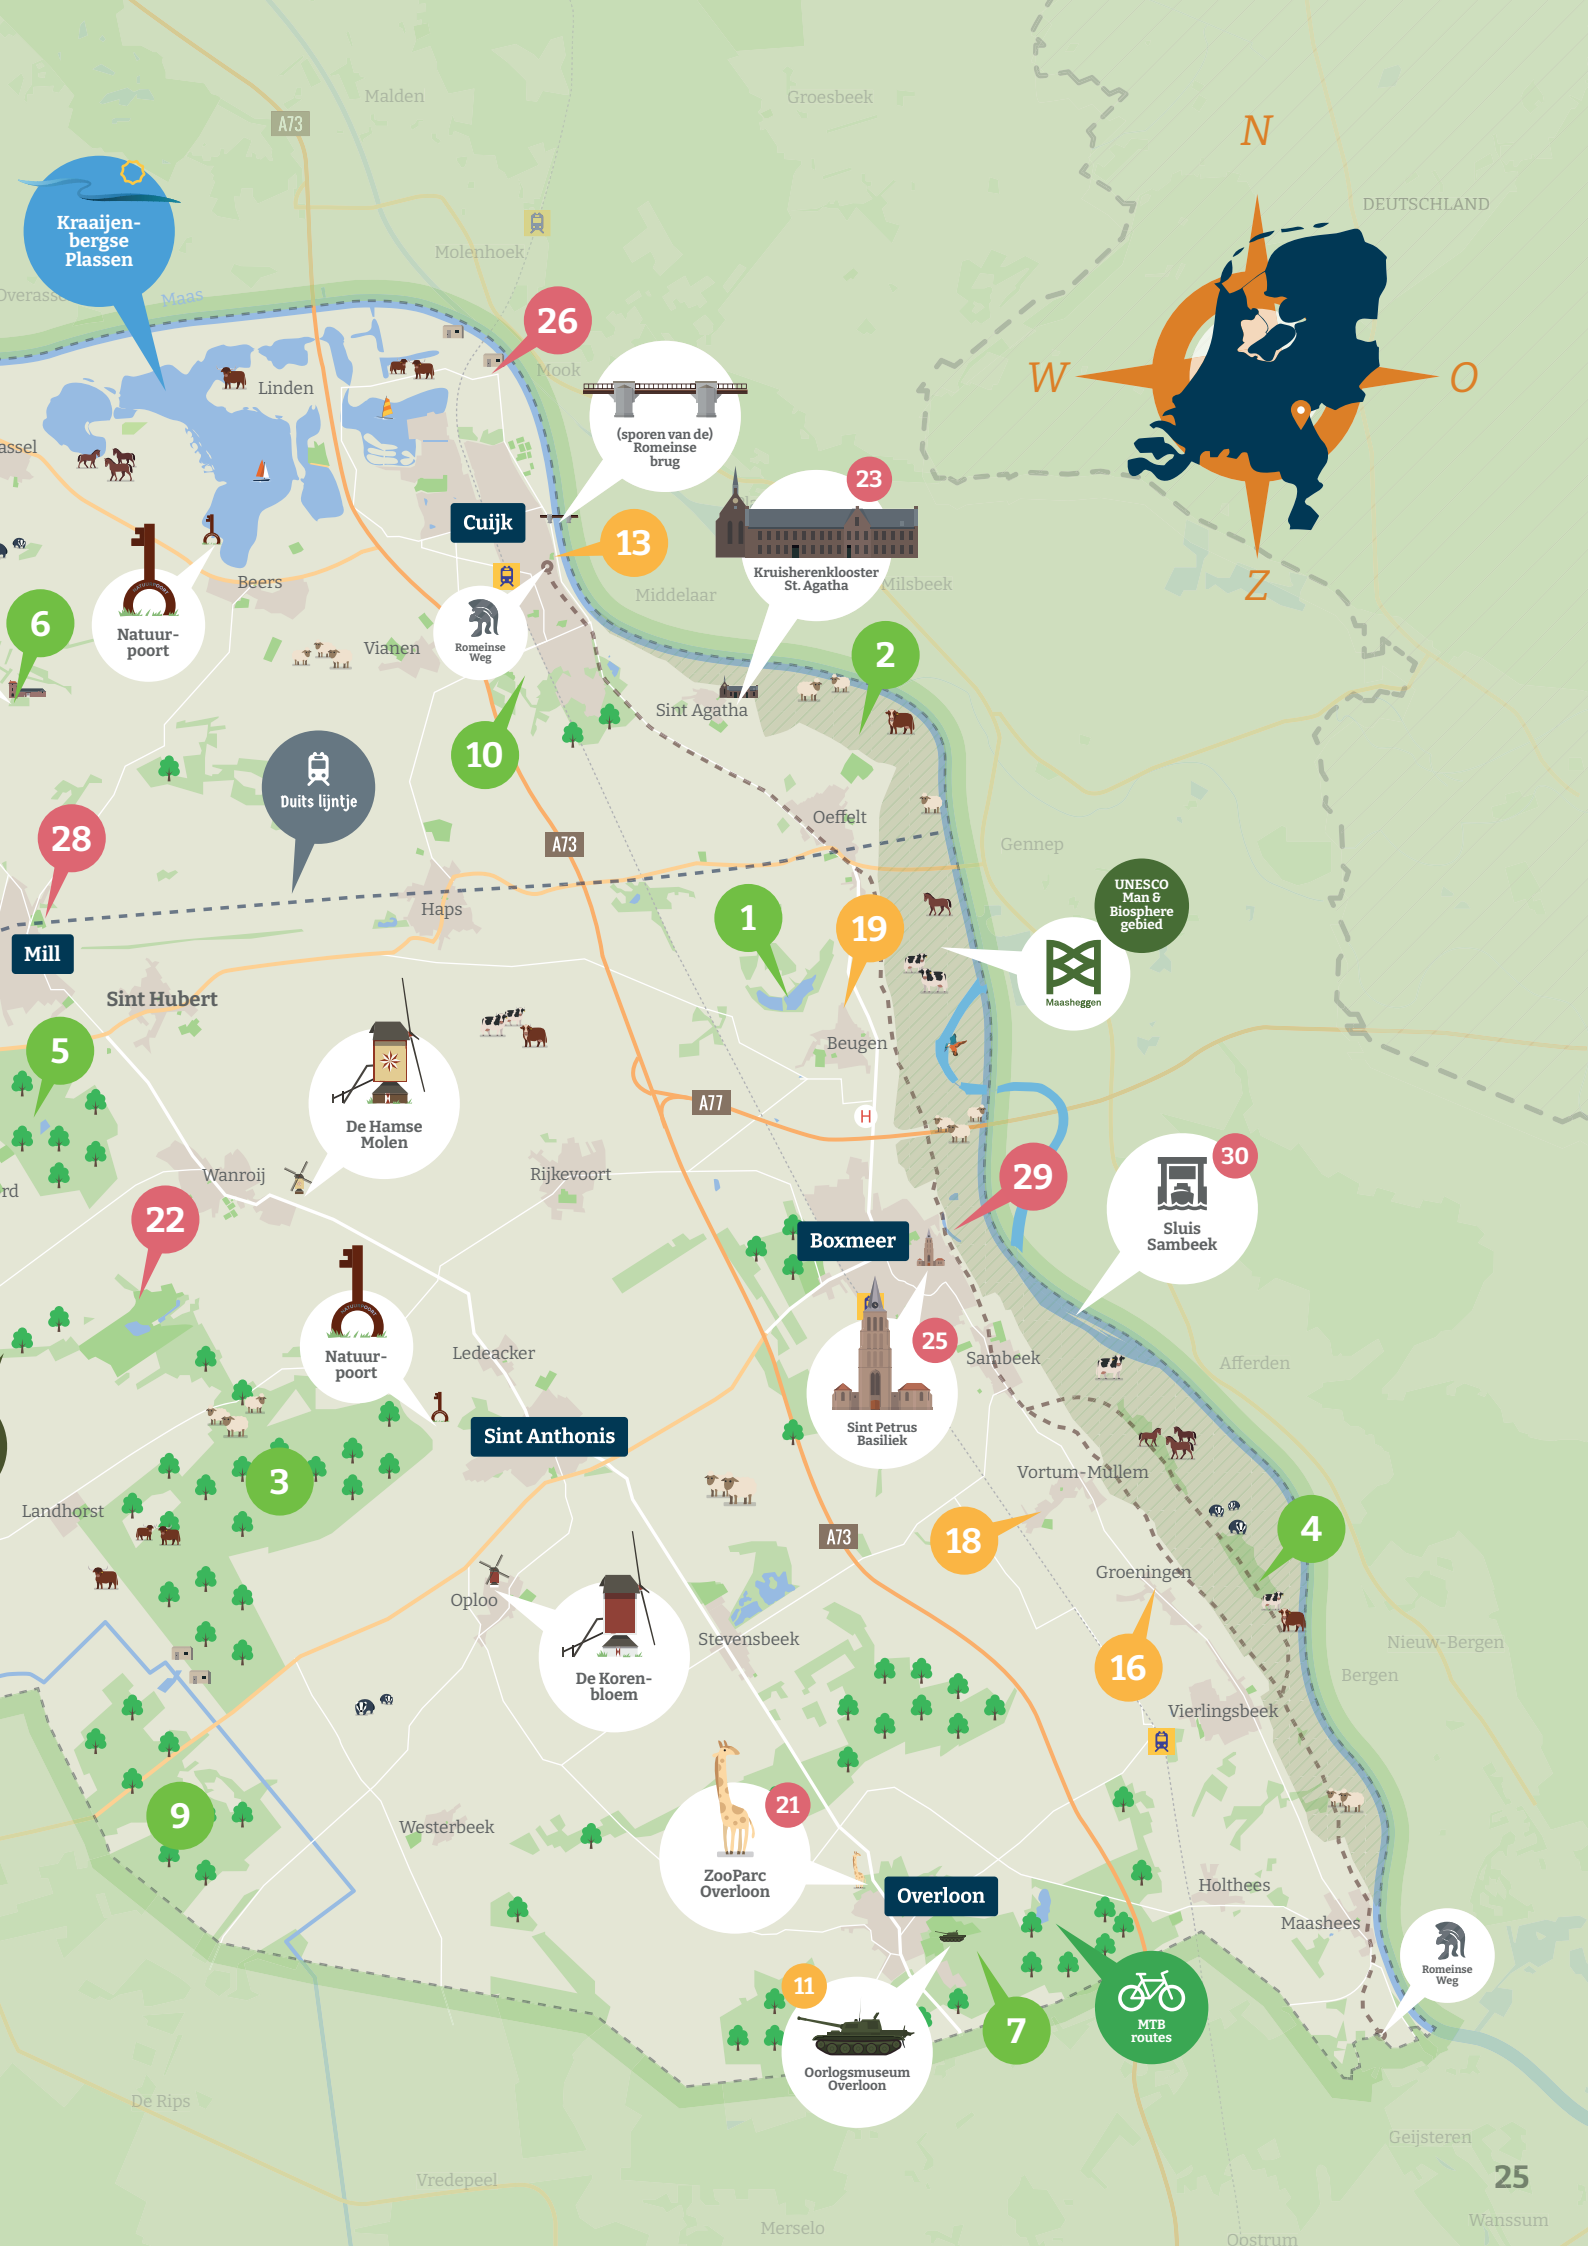 Malden
Groesbeek
A73
N
DEUTSCHLAND
Kraaijen-
bergse
Plassen
Molenhoek
Maas
26
Mook
Linden
W
O
(sporen van de)
Romeinse
brug
23
Cuijk
13
Kruisherenklooster
St. Agatha
Milsbeek
Z
Beers
Middelaar
6
Natuur-
poort
Vianen
Romeinse
Weg
2
Sint Agatha
10
Duits lijntje
Oeffelt
28
A73
Gennep
UNESCO
Man &
Biosphere
gebied
Haps
1
19
Mill
Maasheggen
Sint Hubert
5
Beugen
A77
H
De Hamse
Molen
Wanroij
Rijkevoort
29
30
22
Boxmeer
Sluis
Sambeek
Natuur-
poort
Ledeacker
25
Sambeek
Afferden
Sint Petrus
Basiliek
Sint Anthonis
3
Vortum-Mullem
Landhorst
A73
18
4
Groeningen
Oploo
Stevensbeek
Nieuw-Bergen
16
Bergen
De Koren-
bloem
Vierlingsbeek
9
21
Westerbeek
ZooParc
Overloon
Overloon
Holthees
Maashees
Romeinse
Weg
11
7
MTB
routes
Oorlogsmuseum
Overloon
De Rips
Geijsteren
Vredepeel
25
Merselo
Wanssum
Oostrum